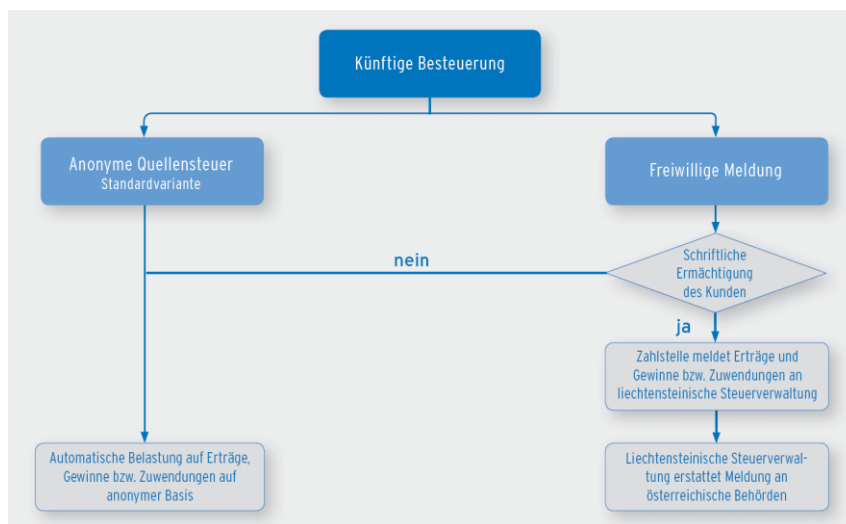 Künftige Besteuerung
Anonyme Quellensteuer
Standardvariante
Freiwillige Meldung
nein
Schriftliche
Ermächtigung
des Kunden
ja
Zahlstelle meldet Erträge und
Gewinne bzw. Zuwendungen an
liechtensteinische Steuerverwaltung
Automatische Belastung auf Erträge,
Gewinne bzw. Zuwendungen auf
anonymer Basis
Liechtensteinische Steuerverwal-
tung erstattet Meldung an
österreichische Behörden